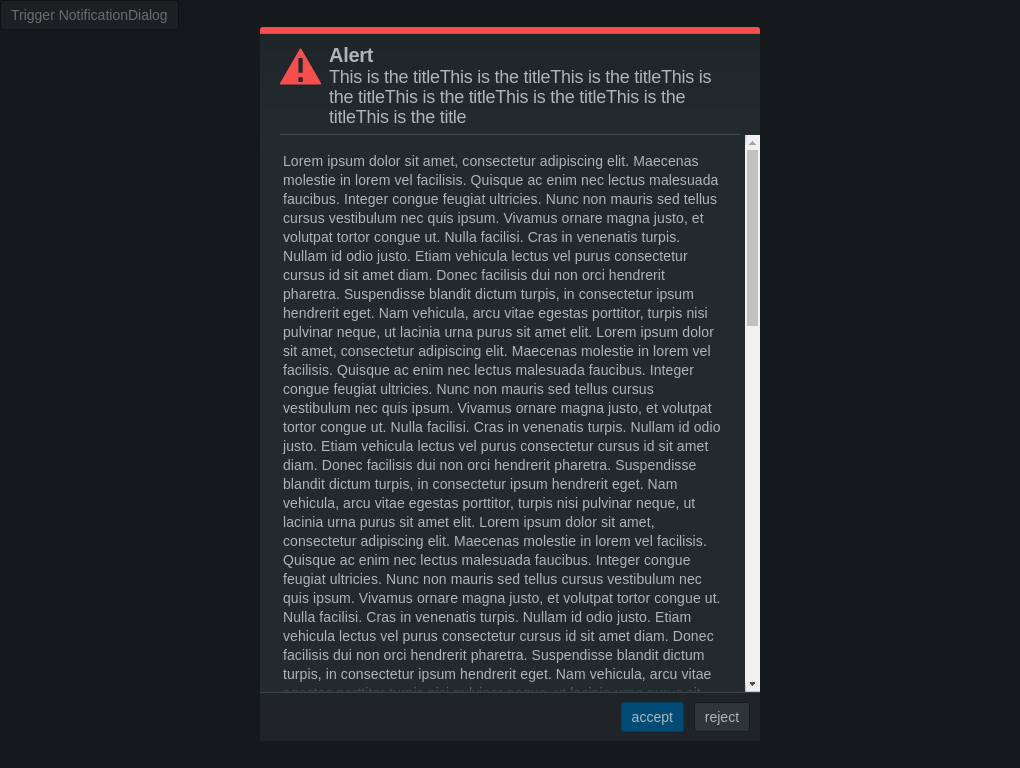 Trigger NotificationDialog
Alert
This is the titleThis is the titleThis is the titleThis is
the titleThis is the titleThis is the titleThis is the
titleThis is the title
Lorem ipsum dolor sit amet, consectetur adipiscing elit. Maecenas
molestie in lorem vel facilisis. Quisque ac enim nec lectus malesuada
faucibus. Integer congue feugiat ultricies. Nunc non mauris sed tellus
cursus vestibulum nec quis ipsum. Vivamus ornare magna justo, et
volutpat tortor congue ut. Nulla facilisi. Cras in venenatis turpis.
Nullam id odio justo. Etiam vehicula lectus vel purus consectetur
cursus id sit amet diam. Donec facilisis dui non orci hendrerit
pharetra. Suspendisse blandit dictum turpis, in consectetur ipsum
hendrerit eget. Nam vehicula, arcu vitae egestas porttitor, turpis nisi
pulvinar neque, ut lacinia urna purus sit amet elit. Lorem ipsum dolor
sit amet, consectetur adipiscing elit. Maecenas molestie in lorem vel
facilisis. Quisque ac enim nec lectus malesuada faucibus. Integer
congue feugiat ultricies. Nunc non mauris sed tellus cursus
vestibulum nec quis ipsum. Vivamus ornare magna justo, et volutpat
tortor congue ut. Nulla facilisi. Cras in venenatis turpis. Nullam id odio
justo. Etiam vehicula lectus vel purus consectetur cursus id sit amet
diam. Donec facilisis dui non orci hendrerit pharetra. Suspendisse
blandit dictum turpis, in consectetur ipsum hendrerit eget. Nam
vehicula, arcu vitae egestas porttitor, turpis nisi pulvinar neque, ut
lacinia urna purus sit amet elit. Lorem ipsum dolor sit amet,
consectetur adipiscing elit. Maecenas molestie in lorem vel facilisis.
Quisque ac enim nec lectus malesuada faucibus. Integer congue
feugiat ultricies. Nunc non mauris sed tellus cursus vestibulum nec
quis ipsum. Vivamus ornare magna justo, et volutpat tortor congue ut.
Nulla facilisi. Cras in venenatis turpis. Nullam id odio justo. Etiam
vehicula lectus vel purus consectetur cursus id sit amet diam. Donec
facilisis dui non orci hendrerit pharetra. Suspendisse blandit dictum
turpis, in consectetur ipsum hendrerit eget. Nam vehicula, arcu vitae
accept
reject